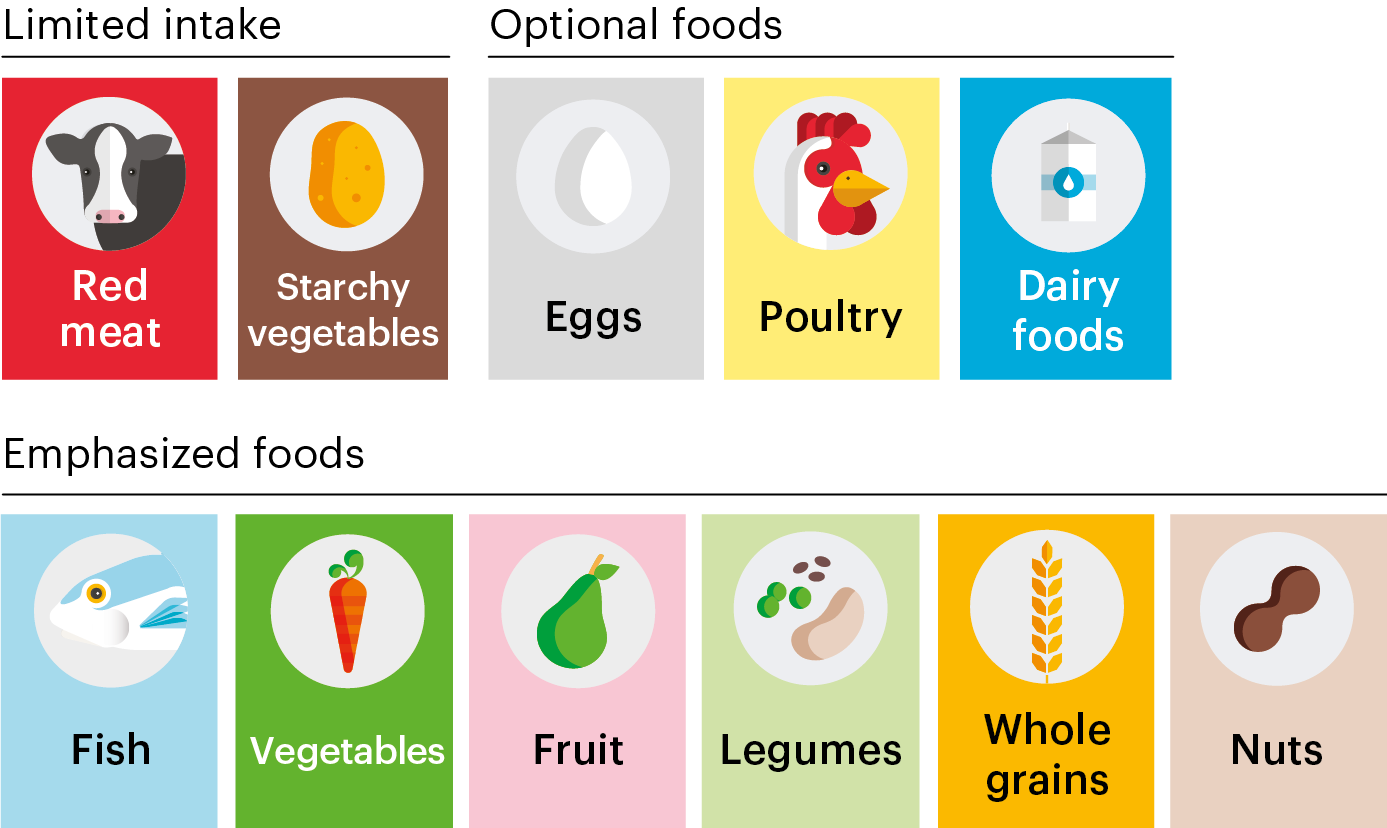 Limited intake
Optional foods
Red
meat
Starchy
vegetables
Eggs
Poultry
Dairy
foods
Emphasized foods
Fish
Vegetables
Fruit
Legumes
Whole
grains
Nuts